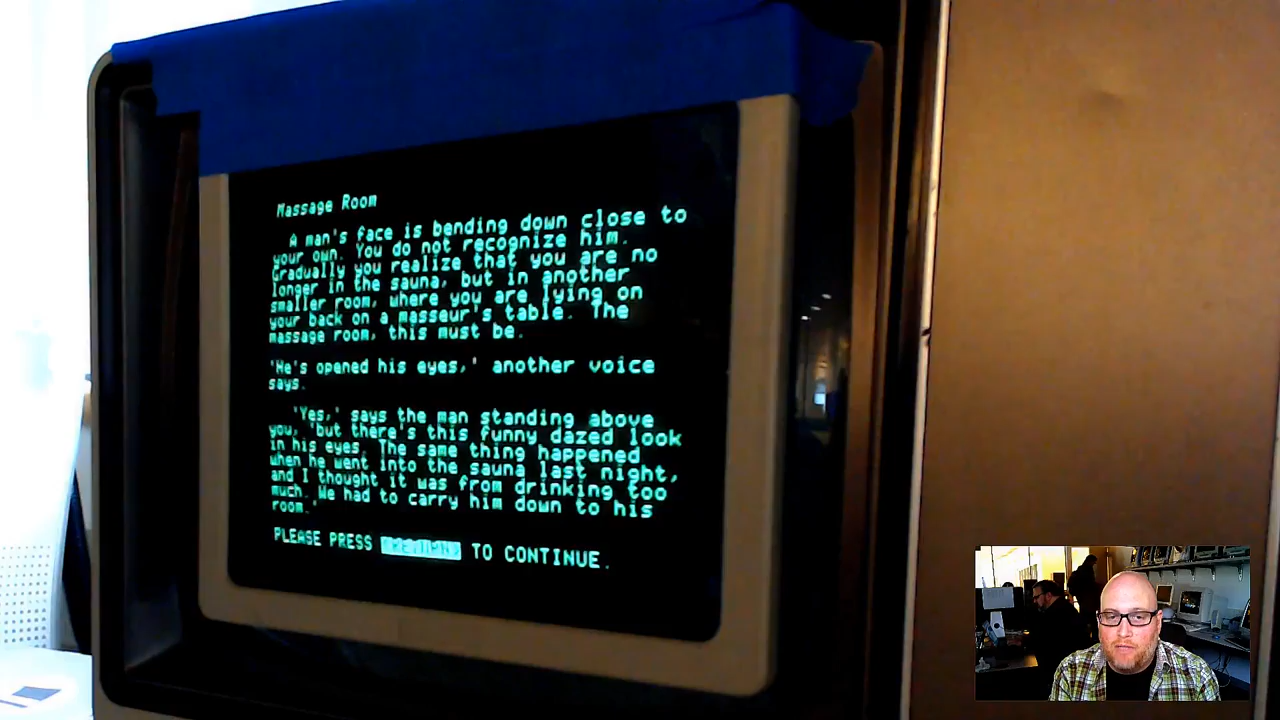 Massage Room
A man's face is bending down close to
your own. You do not recognize him.
Gradually you realize that you are no
longer in the sauna, but in another
smaller room, where you are lying on
your back on a masseur's table. The
massage room, this must be.
'He's opened his eyes,' another voice
says.
'Yes,' says the man standing above
you, 'but there's this funny dazed look
in his eyes. The same thing happened
when he went into the sauna last night,
and I thought it was from drinking too
much. We had to carry him down to his
room.'
PLEASE PRESS <RETURN> TO CONTINUE.